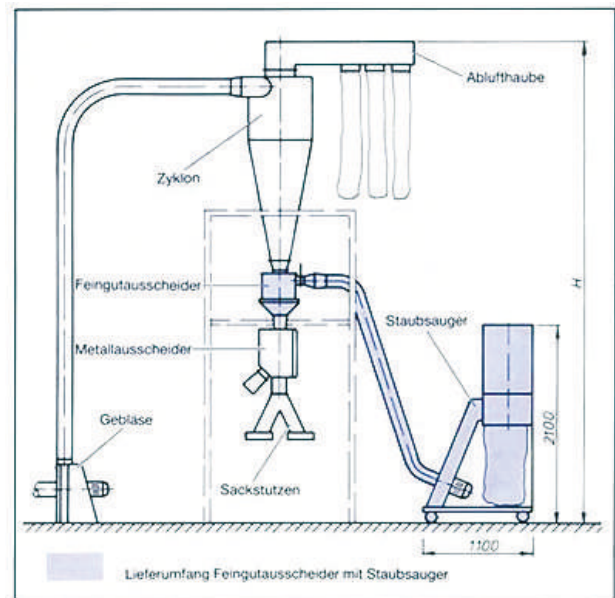 Ablufthaube
Zyklon
Feingutausscheider
Staubsauger
Metallausscheider
Gebläse
Sackstutzen
H
2100
1100
Lieferumfang Feingutausscheider mit Staubsauger